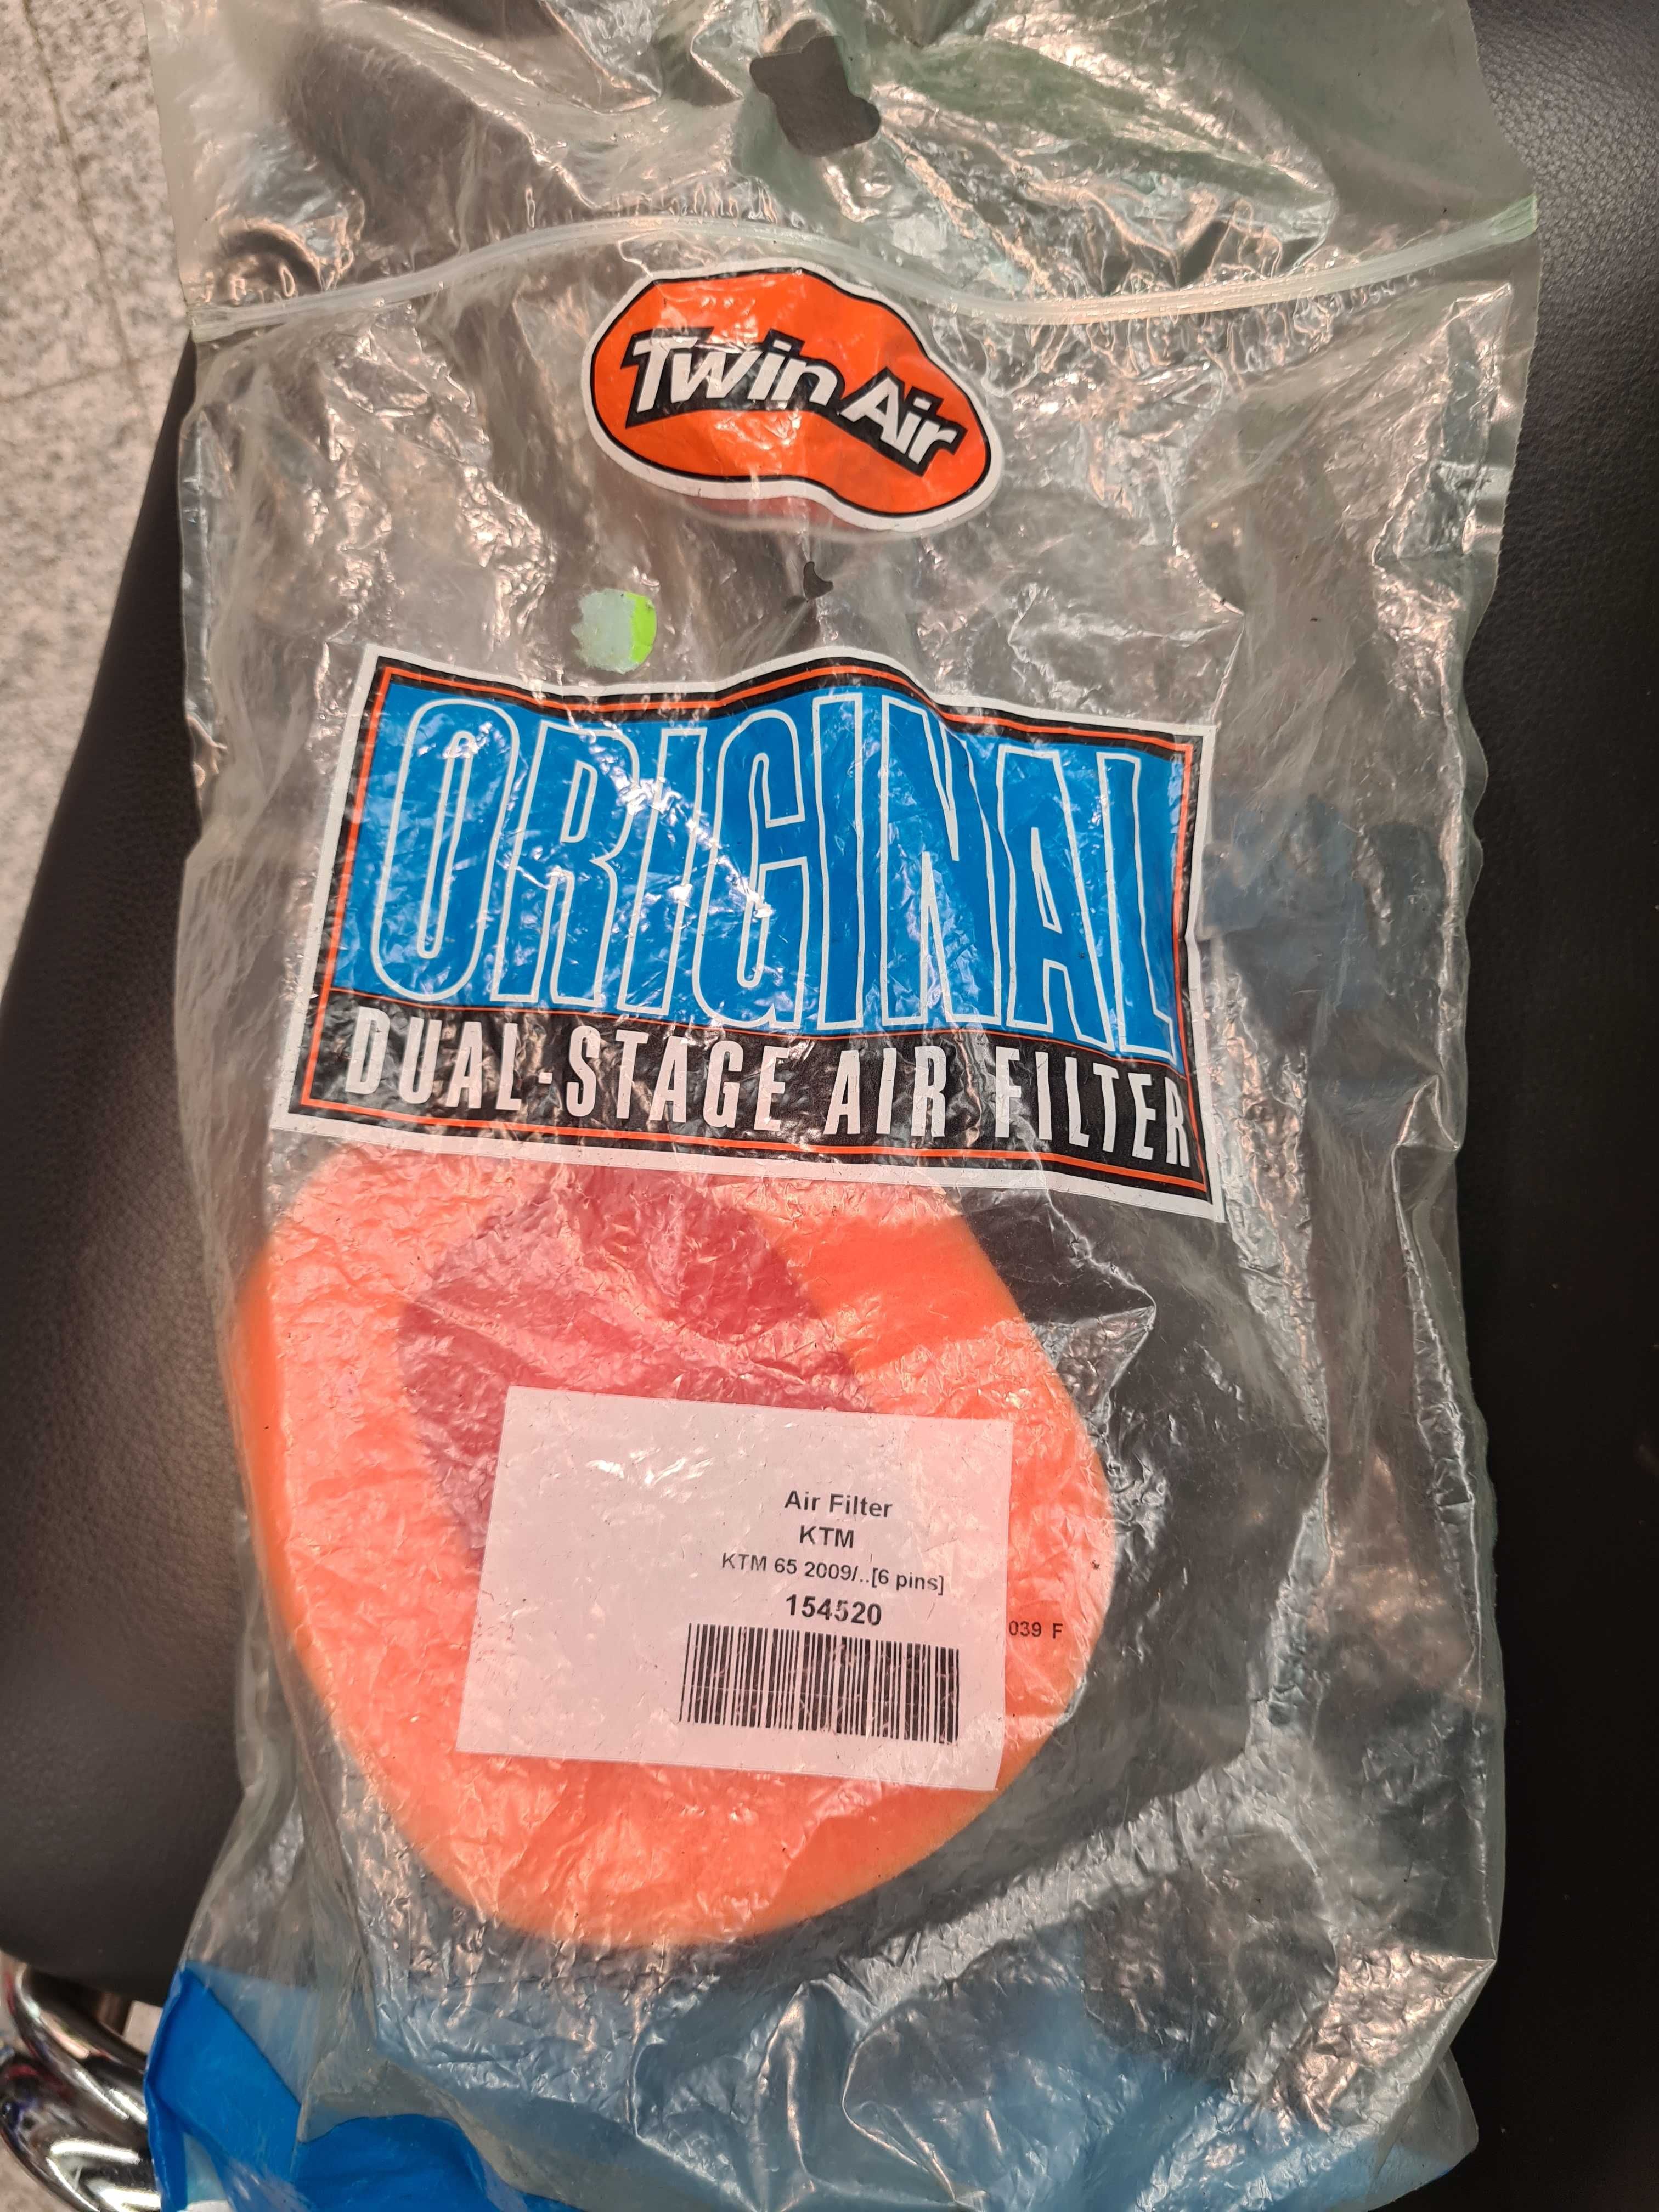 Twin Air
ORIGINAL
DUAL-STAGE AIR FILTER
Air Filter
KTM
KTM 65 2009/..[6 pins]
154520
039 F